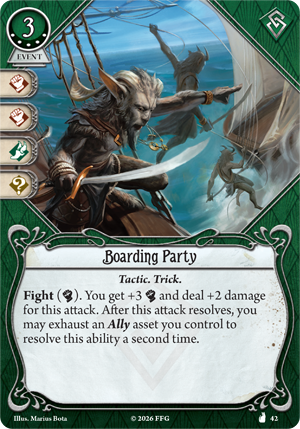 3
EVENT
?
Boarding Party
Tactic. Trick.
Fight (). You get +3 and deal +2 damage
for this attack. After this attack resolves, you
may exhaust an Ally asset you control to
resolve this ability a second time.
Illus. Marius Bota © 2026 FFG 42